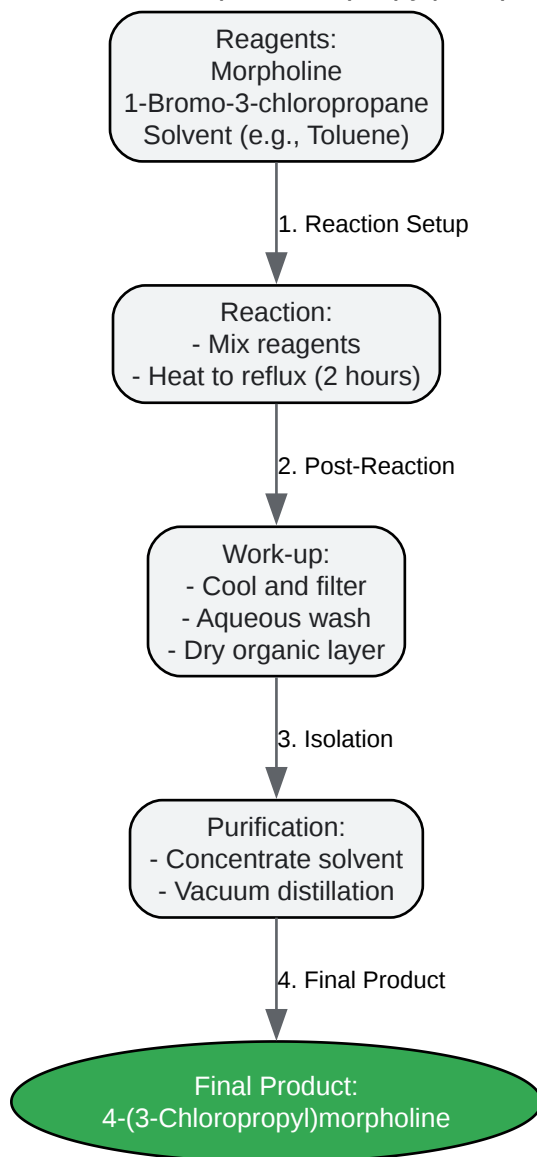 Reagents:
Morpholine
1-Bromo-3-chloropropane
Solvent (e.g., Toluene)
1. Reaction Setup
Reaction:
- Mix reagents
- Heat to reflux (2 hours)
2. Post-Reaction
Work-up:
- Cool and filter
- Aqueous wash
- Dry organic layer
3. Isolation
Purification:
- Concentrate solvent
- Vacuum distillation
4. Final Product
Final Product:
4-(3-Chloropropyl)morpholine